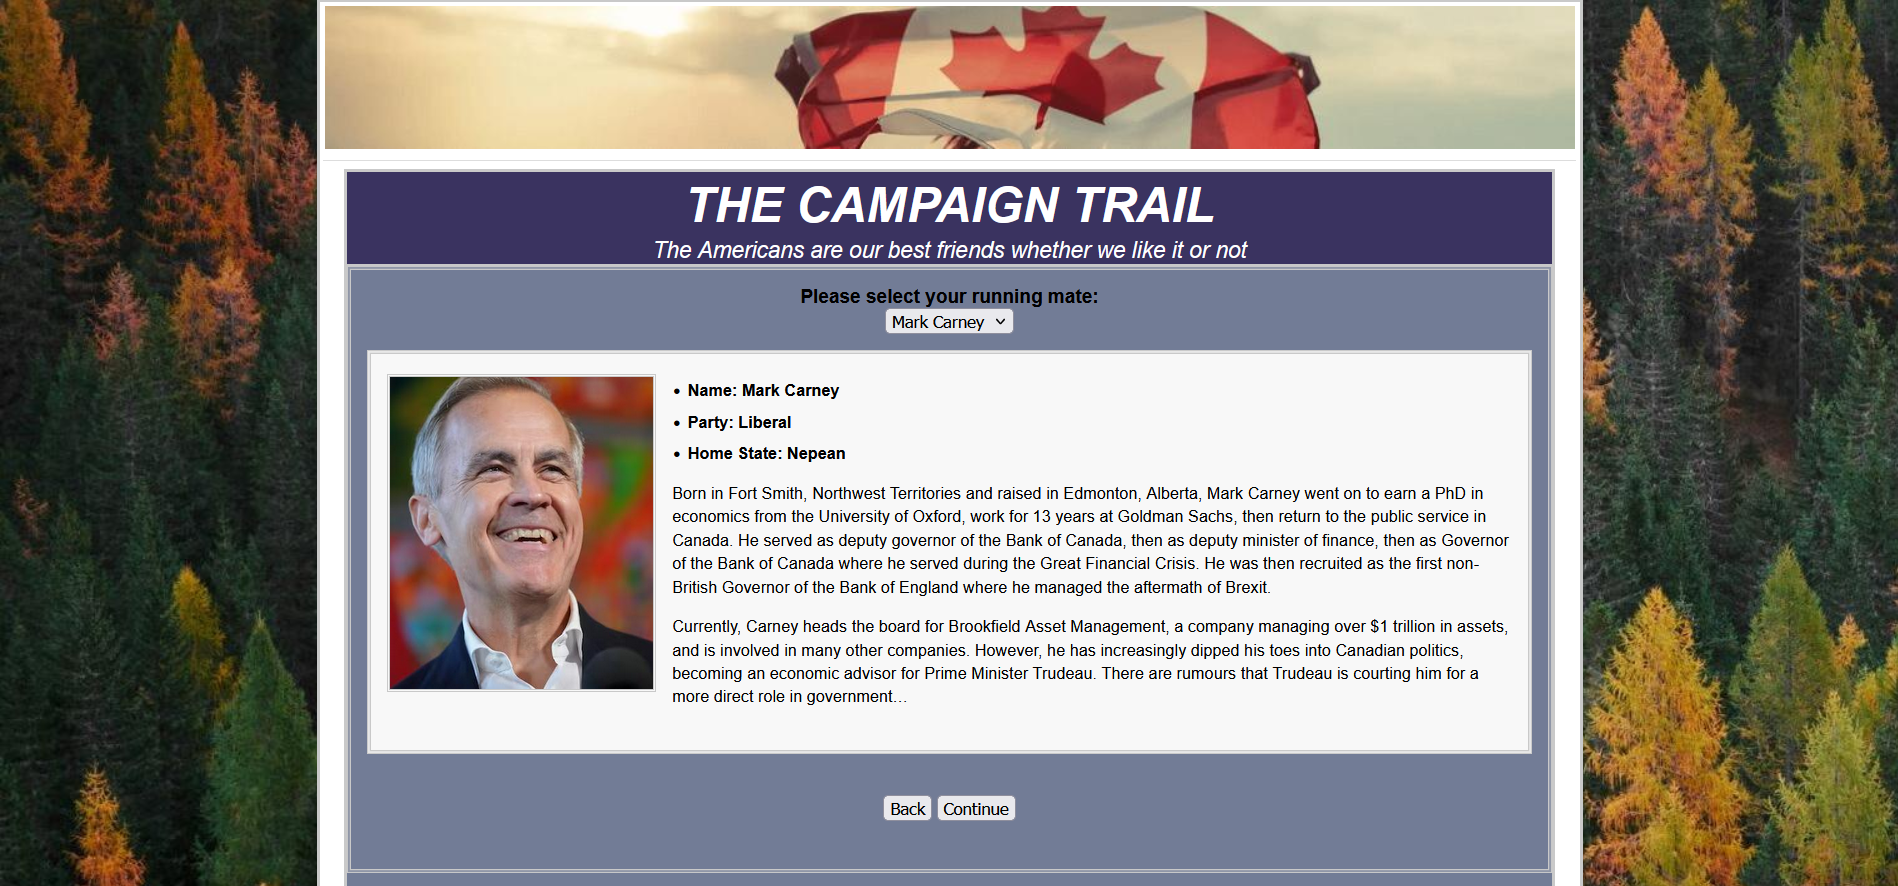 THE CAMPAIGN TRAIL
The Americans are our best friends whether we like it or not
Please select your running mate:
Mark Carney
• Name: Mark Carney
• Party: Liberal
• Home State: Nepean
Born in Fort Smith, Northwest Territories and raised in Edmonton, Alberta, Mark Carney went on to earn a PhD in
economics from the University of Oxford, work for 13 years at Goldman Sachs, then return to the public service in
Canada. He served as deputy governor of the Bank of Canada, then as deputy minister of finance, then as Governor
of the Bank of Canada where he served during the Great Financial Crisis. He was then recruited as the first non-
British Governor of the Bank of England where he managed the aftermath of Brexit.
Currently, Carney heads the board for Brookfield Asset Management, a company managing over $1 trillion in assets,
and is involved in many other companies. However, he has increasingly dipped his toes into Canadian politics,
becoming an economic advisor for Prime Minister Trudeau. There are rumours that Trudeau is courting him for a
more direct role in government…
Back Continue